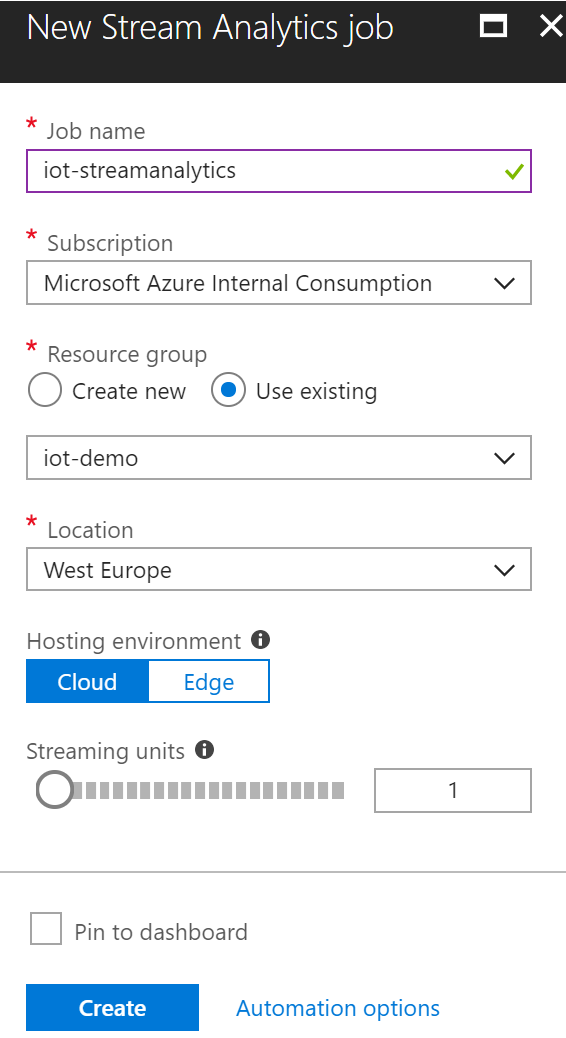 New Stream Analytics job
* Job name
iot-streamanalytics
* Subscription
Microsoft Azure Internal Consumption
* Resource group
Create new Use existing
iot-demo
* Location
West Europe
Hosting environment
Cloud Edge
Streaming units
1
Pin to dashboard
Create Automation options